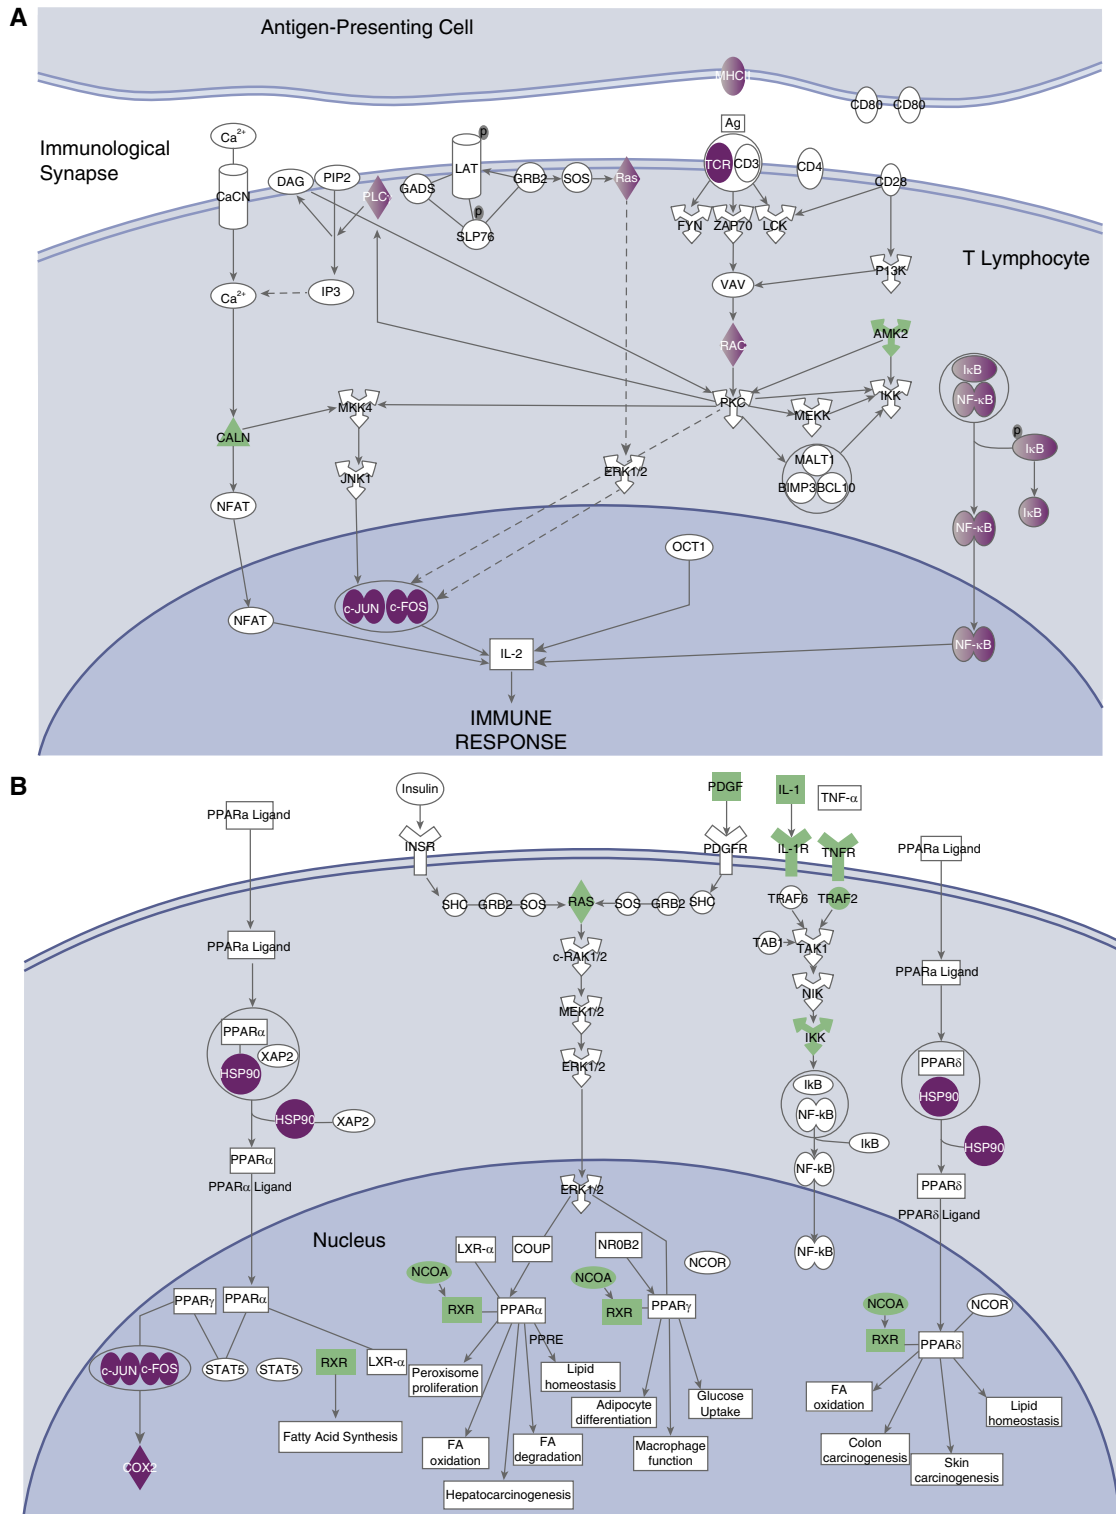 A
Antigen-Presenting Cell
MHCII
CD80
CD80
Immunological
Synapse
Ca2+
CaCN
DAG
PIP2
PLC
GADS
LAT
p
GRB2
SOS
Ras
p
SLP76
Ag
TCR
CD3
CD4
CD28
FYN
ZAP70
LCK
T Lymphocyte
Ca2+
IP3
VAV
P13K
RAC
AMK2
IκB
NF-κB
MKK4
PKC
MEKK
IKK
CALN
p
IκB
MALT1
BIMP3
BCL10
JNK1
ERK1/2
NFAT
IκB
NF-κB
OCT1
c-JUN
c-FOS
NFAT
IL-2
NF-κB
IMMUNE
RESPONSE
B
PPARa Ligand
Insulin
PDGF
IL-1
TNF-α
INSR
PDGFR
IL-1R
TNFR
PPARa Ligand
SHC
GRB2
SOS
RAS
SOS
GRB2
SHC
TRAF6
TRAF2
PPARa Ligand
c-RAK1/2
TAB1
TAK1
PPARa Ligand
NIK
MEK1/2
PPARα
XAP2
HSP90
ERK1/2
IKK
PPARδ
HSP90
IkB
NF-kB
HSP90
XAP2
IkB
HSP90
PPARα
PPARα Ligand
NF-kB
PPARδ
PPARδ Ligand
ERK1/2
Nucleus
LXR-α
COUP
NR0B2
NCOR
NF-kB
NCOA
NCOA
RXR
PPARα
RXR
PPARγ
PPARγ
PPARα
NCOA
NCOR
RXR
PPARδ
PPRE
c-JUN
c-FOS
STAT5
STAT5
RXR
LXR-α
Peroxisome
proliferation
Lipid
homeostasis
Adipocyte
differentiation
Glucose
Uptake
FA
oxidation
Lipid
homeostasis
Fatty Acid Synthesis
FA
oxidation
FA
degradation
Macrophage
function
Colon
carcinogenesis
Skin
carcinogenesis
COX2
Hepatocarcinogenesis